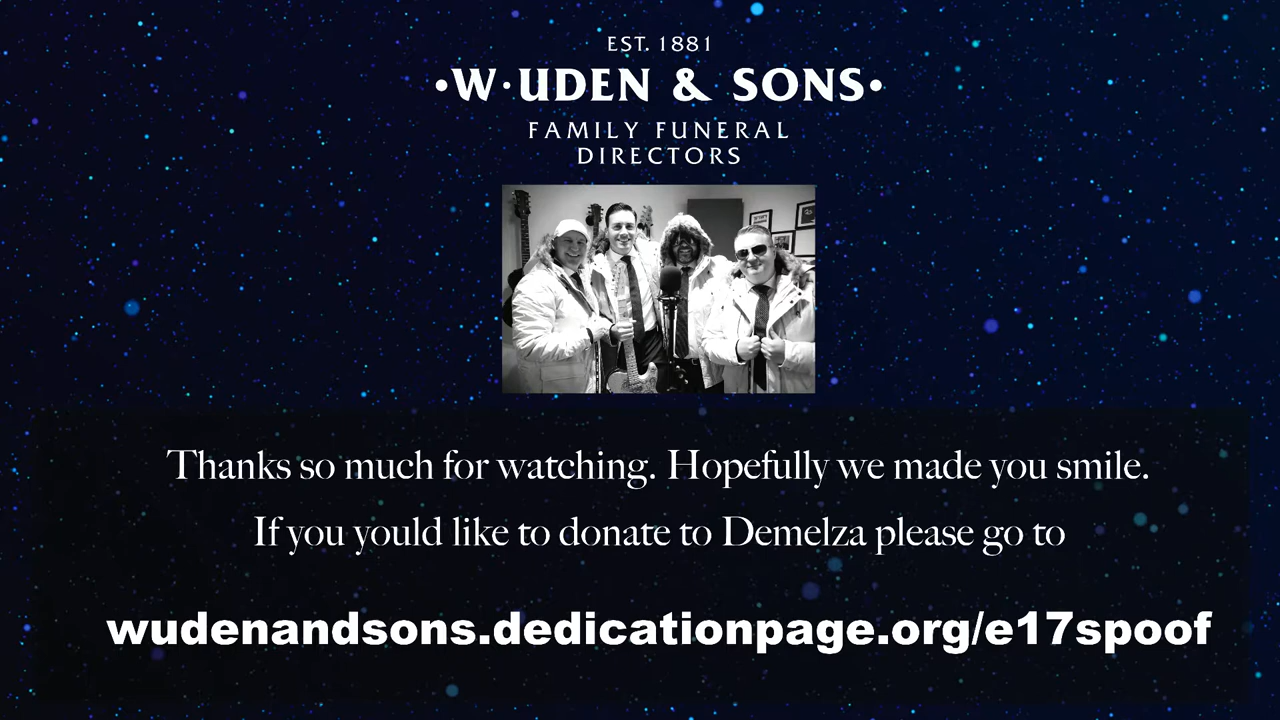 EST. 1881
•W•UDEN & SONS•
FAMILY FUNERAL
DIRECTORS
Thanks so much for watching. Hopefully we made you smile.
If you yould like to donate to Demelza please go to
wudenandsons.dedicationpage.org/e17spoof